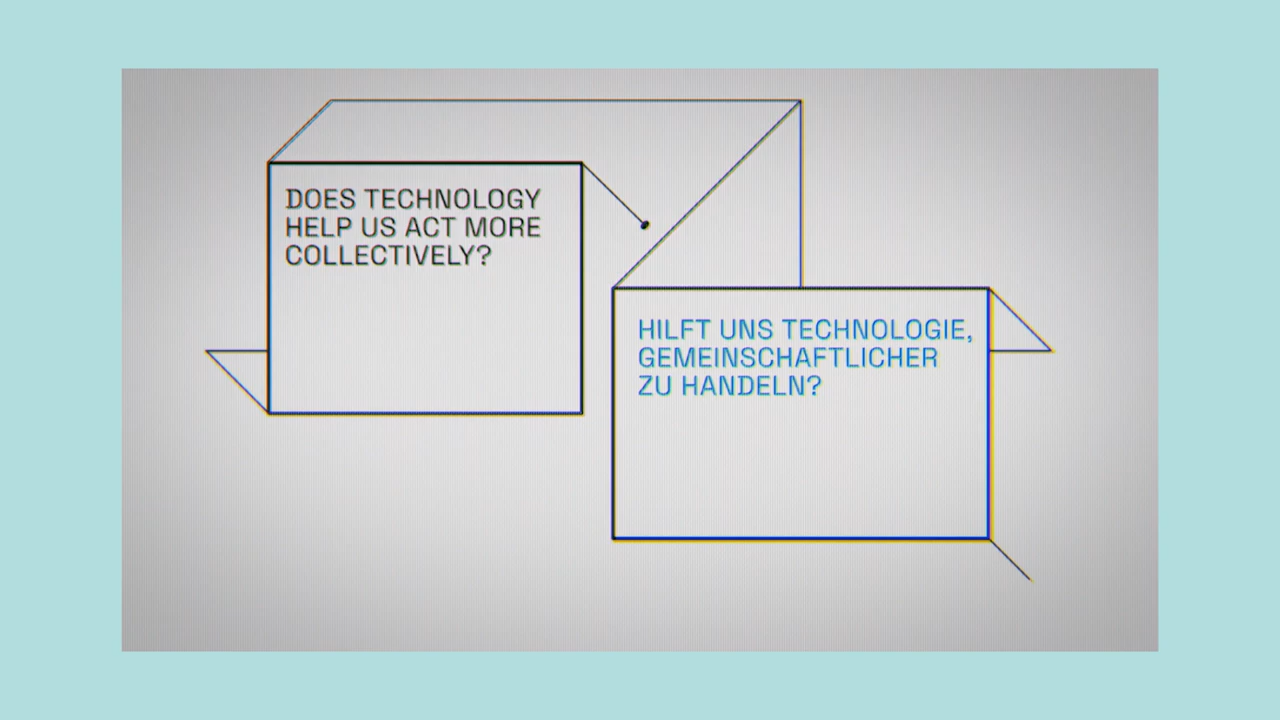 DOES TECHNOLOGY
HELP US ACT MORE
COLLECTIVELY?
HILFT UNS TECHNOLOGIE,
GEMEINSCHAFTLICHER
ZU HANDELN?